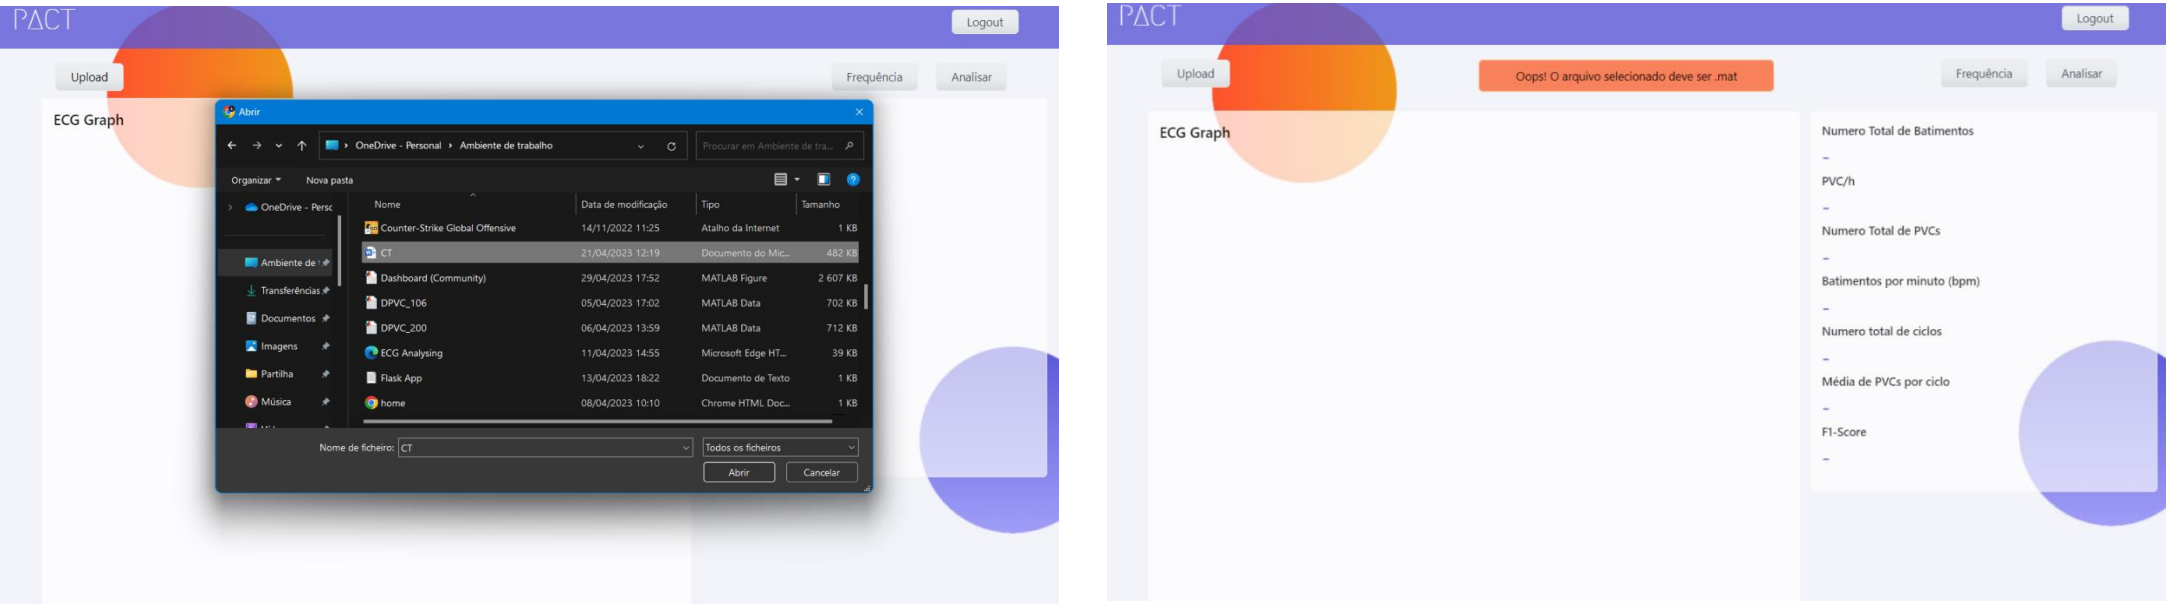 PACT
Logout
Upload
Frequência
Analisar
ECG Graph
Abrir
OneDrive - Personal > Ambiente de trabalho
Procurar em Ambiente de tra...
Organizar
Nova pasta
OneDrive - Persc
Ambiente de
Transferências
Documentos
Imagens
Partilha
Música
Nome Data de modificação Tipo Tamanho
Counter-Strike Global Offensive 14/11/2022 11:25 Atalho da Internet 1 KB
CT 21/04/2023 12:19 Documento do Mic... 482 KB
Dashboard (Community) 29/04/2023 17:52 MATLAB Figure 2 607 KB
DPVC_106 05/04/2023 17:02 MATLAB Data 702 KB
DPVC_200 06/04/2023 13:59 MATLAB Data 712 KB
ECG Analysing 11/04/2023 14:55 Microsoft Edge HT... 39 KB
Flask App 13/04/2023 18:22 Documento de Texto 1 KB
home 08/04/2023 10:10 Chrome HTML Doc... 1 KB
Nome de ficheiro: CT
Todos os ficheiros
Abrir
Cancelar
PACT
Logout
Upload
Oops! O arquivo selecionado deve ser .mat
Frequência
Analisar
ECG Graph
Numero Total de Batimentos
–
PVC/h
–
Numero Total de PVCs
–
Batimentos por minuto (bpm)
–
Numero total de ciclos
–
Média de PVCs por ciclo
–
F1-Score
–